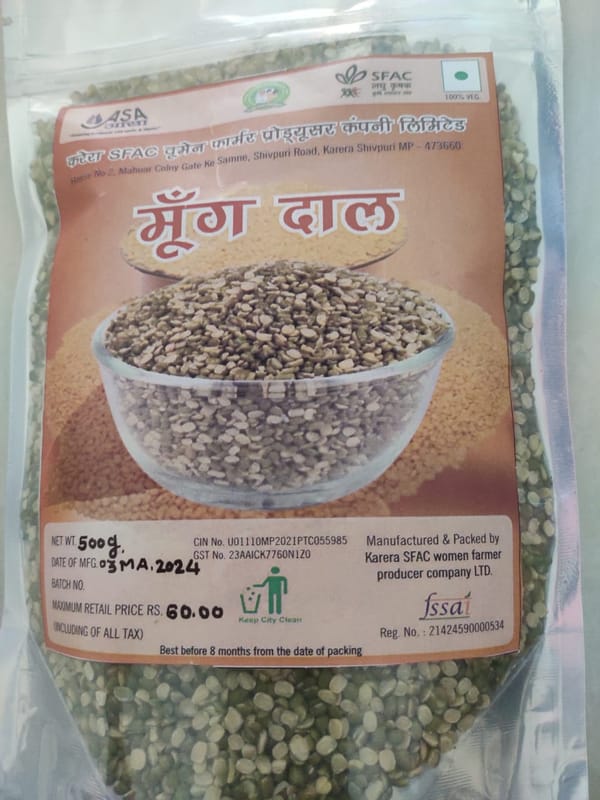 ASA
आसा
SFAC
लघु कृषक
कृषि व्यापार संघ
100% VEG.
करेरा SFAC वूमेन फार्मर प्रोड्यूसर कंपनी लिमिटेड
House No 2, Mahuar Colny Gate Ke Samne, Shivpuri Road, Karera Shivpuri MP - 473660
मूँग दाल
NET WT. 500g.
DATE OF MFG. 03 MA. 2024
BATCH NO.
MAXIMUM RETAIL PRICE RS. 60.00
(INCLUDING OF ALL TAX)
CIN No. U01110MP2021PTC055985
GST No. 23AAICK7760N1Z0
Keep City Clean
Manufactured & Packed by
Karera SFAC women farmer
producer company LTD.
fssai
Reg. No. : 21424590000534
Best before 8 months from the date of packing